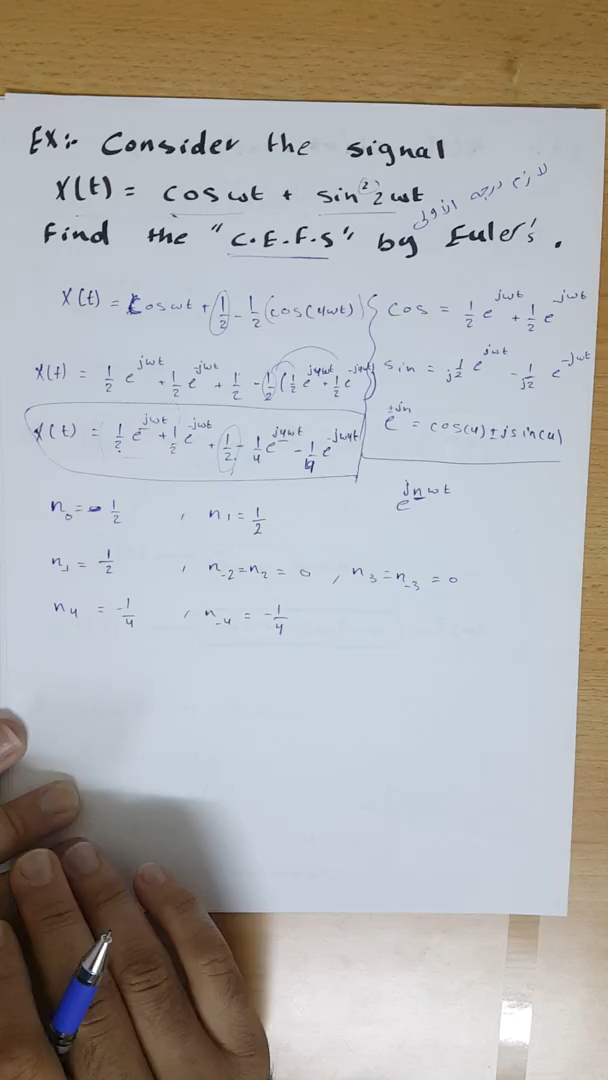 EX:- Consider the signal
X(t) = cos wt + sin² 2wt
لازم درجه الأولى
Find the "C.E.F.S" by Euler's.
X(t) = Cos wt + 1/2 - 1/2 (cos(4wt))
cos = 1/2 e^jwt + 1/2 e^-jwt
X(t) = 1/2 e^jwt + 1/2 e^-jwt + 1/2 - 1/2 (1/2 e^j4wt + 1/2 e^-j4wt)
sin = 1/j2 e^jwt - 1/j2 e^-jwt
X(t) = 1/2 e^jwt + 1/2 e^-jwt + 1/2 - 1/4 e^j4wt - 1/4 e^-j4wt
e^±jn = cos(u) ± j sin(u)
e^jnwt
n₀ = 1/2 , n₁ = 1/2
n₋₁ = 1/2 , n₋₂ = n₂ = 0 , n₃ = n₋₃ = 0
n₄ = -1/4 , n₋₄ = -1/4